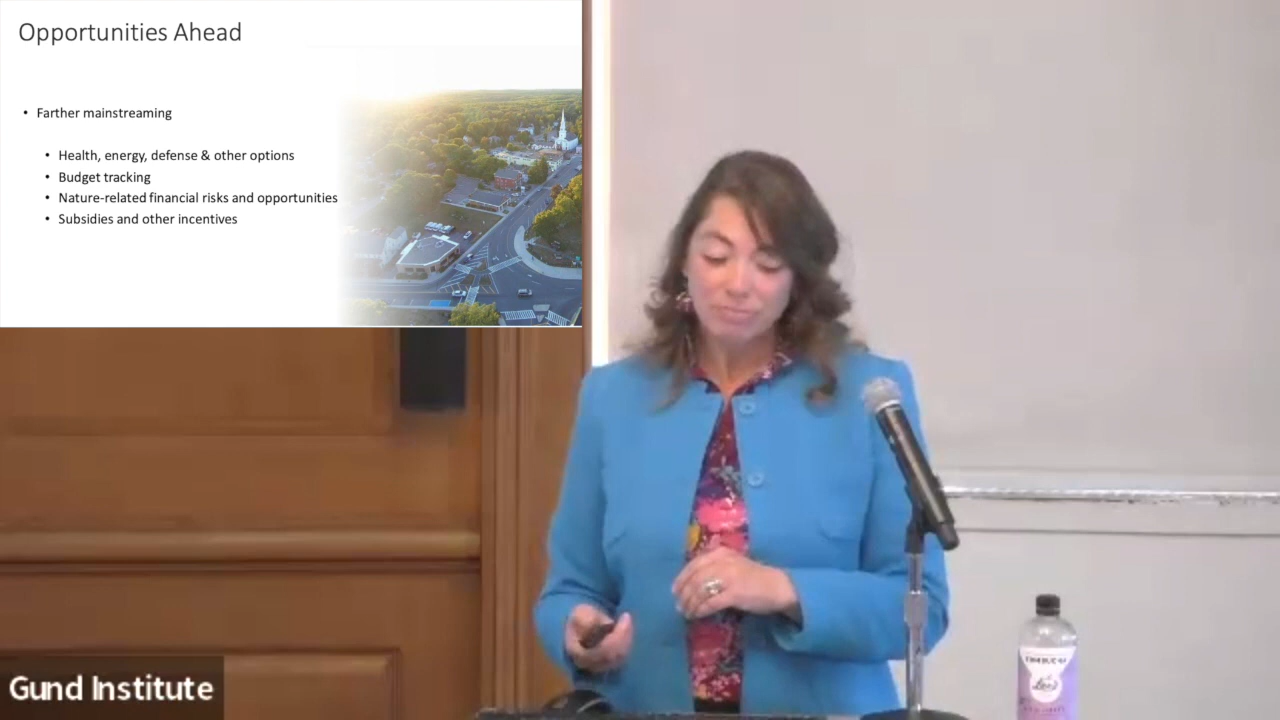 Opportunities Ahead
• Farther mainstreaming
• Health, energy, defense & other options
• Budget tracking
• Nature-related financial risks and opportunities
• Subsidies and other incentives
Gund Institute